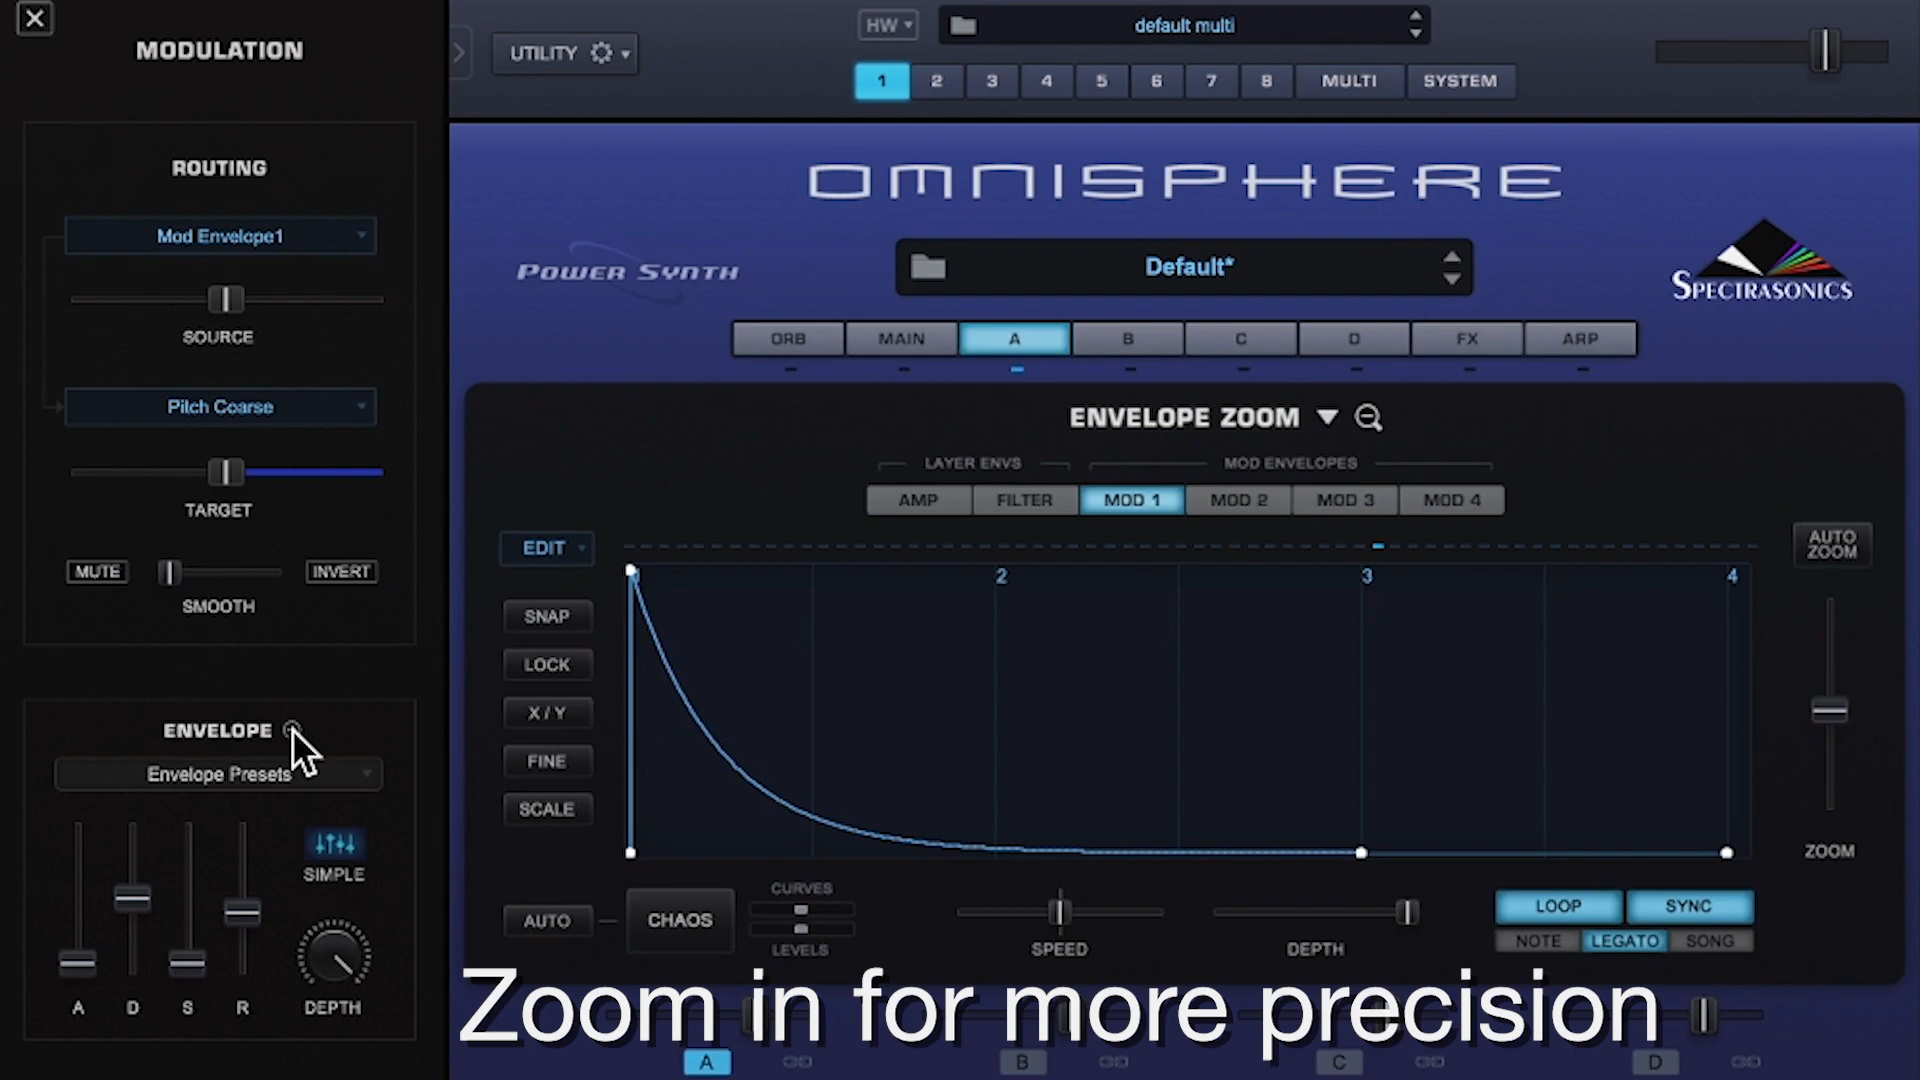 MODULATION
ROUTING
Mod Envelope1
SOURCE
Pitch Coarse
TARGET
MUTE
INVERT
SMOOTH
ENVELOPE
Envelope Presets
SIMPLE
A D S R DEPTH
UTILITY
HW
default multi
1 2 3 4 5 6 7 8 MULTI SYSTEM
OMNISPHERE
POWER SYNTH
Default*
SPECTRASONICS
ORB MAIN A B C D FX ARP
ENVELOPE ZOOM
LAYER ENVS MOD ENVELOPES
AMP FILTER MOD 1 MOD 2 MOD 3 MOD 4
EDIT
AUTO
ZOOM
2 3 4
SNAP
LOCK
X / Y
FINE
SCALE
ZOOM
AUTO
CHAOS
CURVES
LEVELS
SPEED
DEPTH
LOOP SYNC
NOTE LEGATO SONG
Zoom in for more precision
A B C D